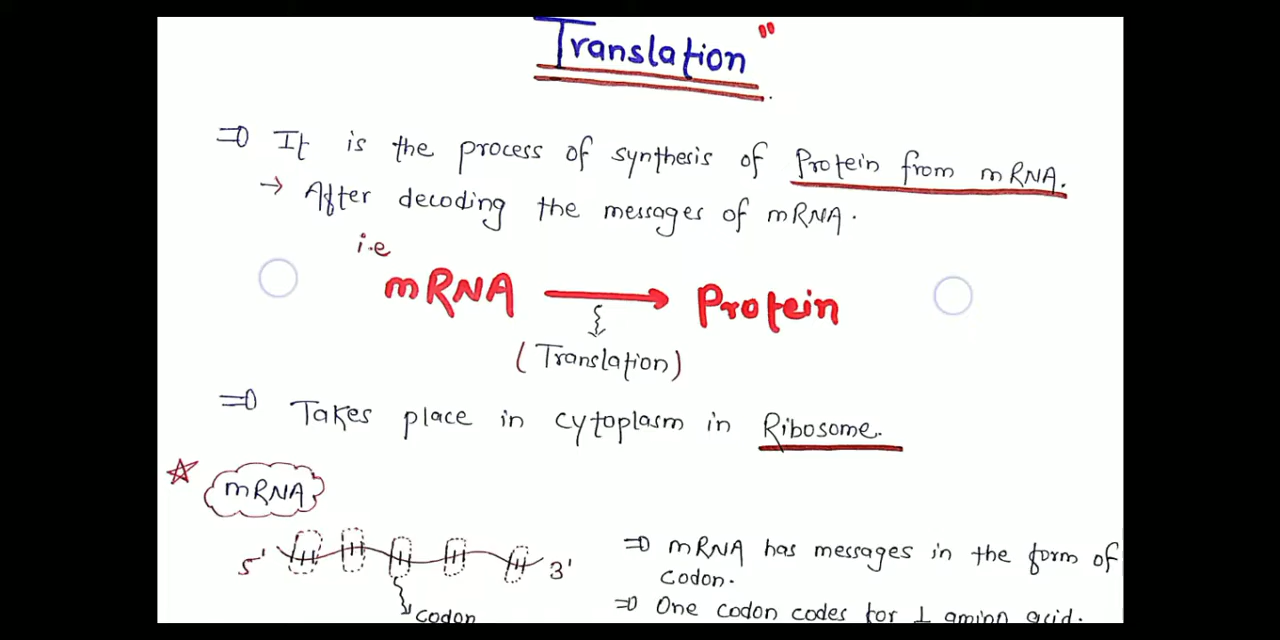 Translation "
⇒ It is the process of synthesis of Protein from mRNA.
→ After decoding the messages of mRNA.
i.e
mRNA → Protein
(Translation)
⇒ Takes place in cytoplasm in Ribosome.
☆ mRNA
5' 3'
codon
⇒ mRNA has messages in the form of
codon.
⇒ One codon codes for 1 amino acid.